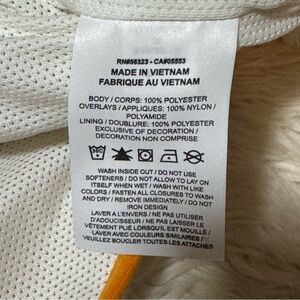 RN#56323 - CA#05553
MADE IN VIETNAM
FABRIQUE AU VIETNAM
BODY / CORPS: 100% POLYESTER
OVERLAYS / APPLIQUES: 100% NYLON /
POLYAMIDE
LINING / DOUBLURE: 100% POLYESTER
EXCLUSIVE OF DECORATION /
DECORATION NON COMPRISE
WASH INSIDE OUT / DO NOT USE
SOFTENERS / DO NOT ALLOW TO LAY ON
ITSELF WHEN WET / WASH WITH LIKE
COLORS / FASTEN ALL CLOSURES TO WASH
AND DRY / REMOVE IMMEDIATELY / DO NOT
IRON DESIGN
LAVER À L'ENVERS / NE PAS UTILISER
D'ADOUCISSEUR / NE PAS LAISSER LE
VÊTEMENT PLIÉ LORSQU'IL EST MOUILLÉ /
LAVER AVEC COULEURS SIMILAIRES /
VEUILLEZ BOUCLER TOUTES LES ATTACHES